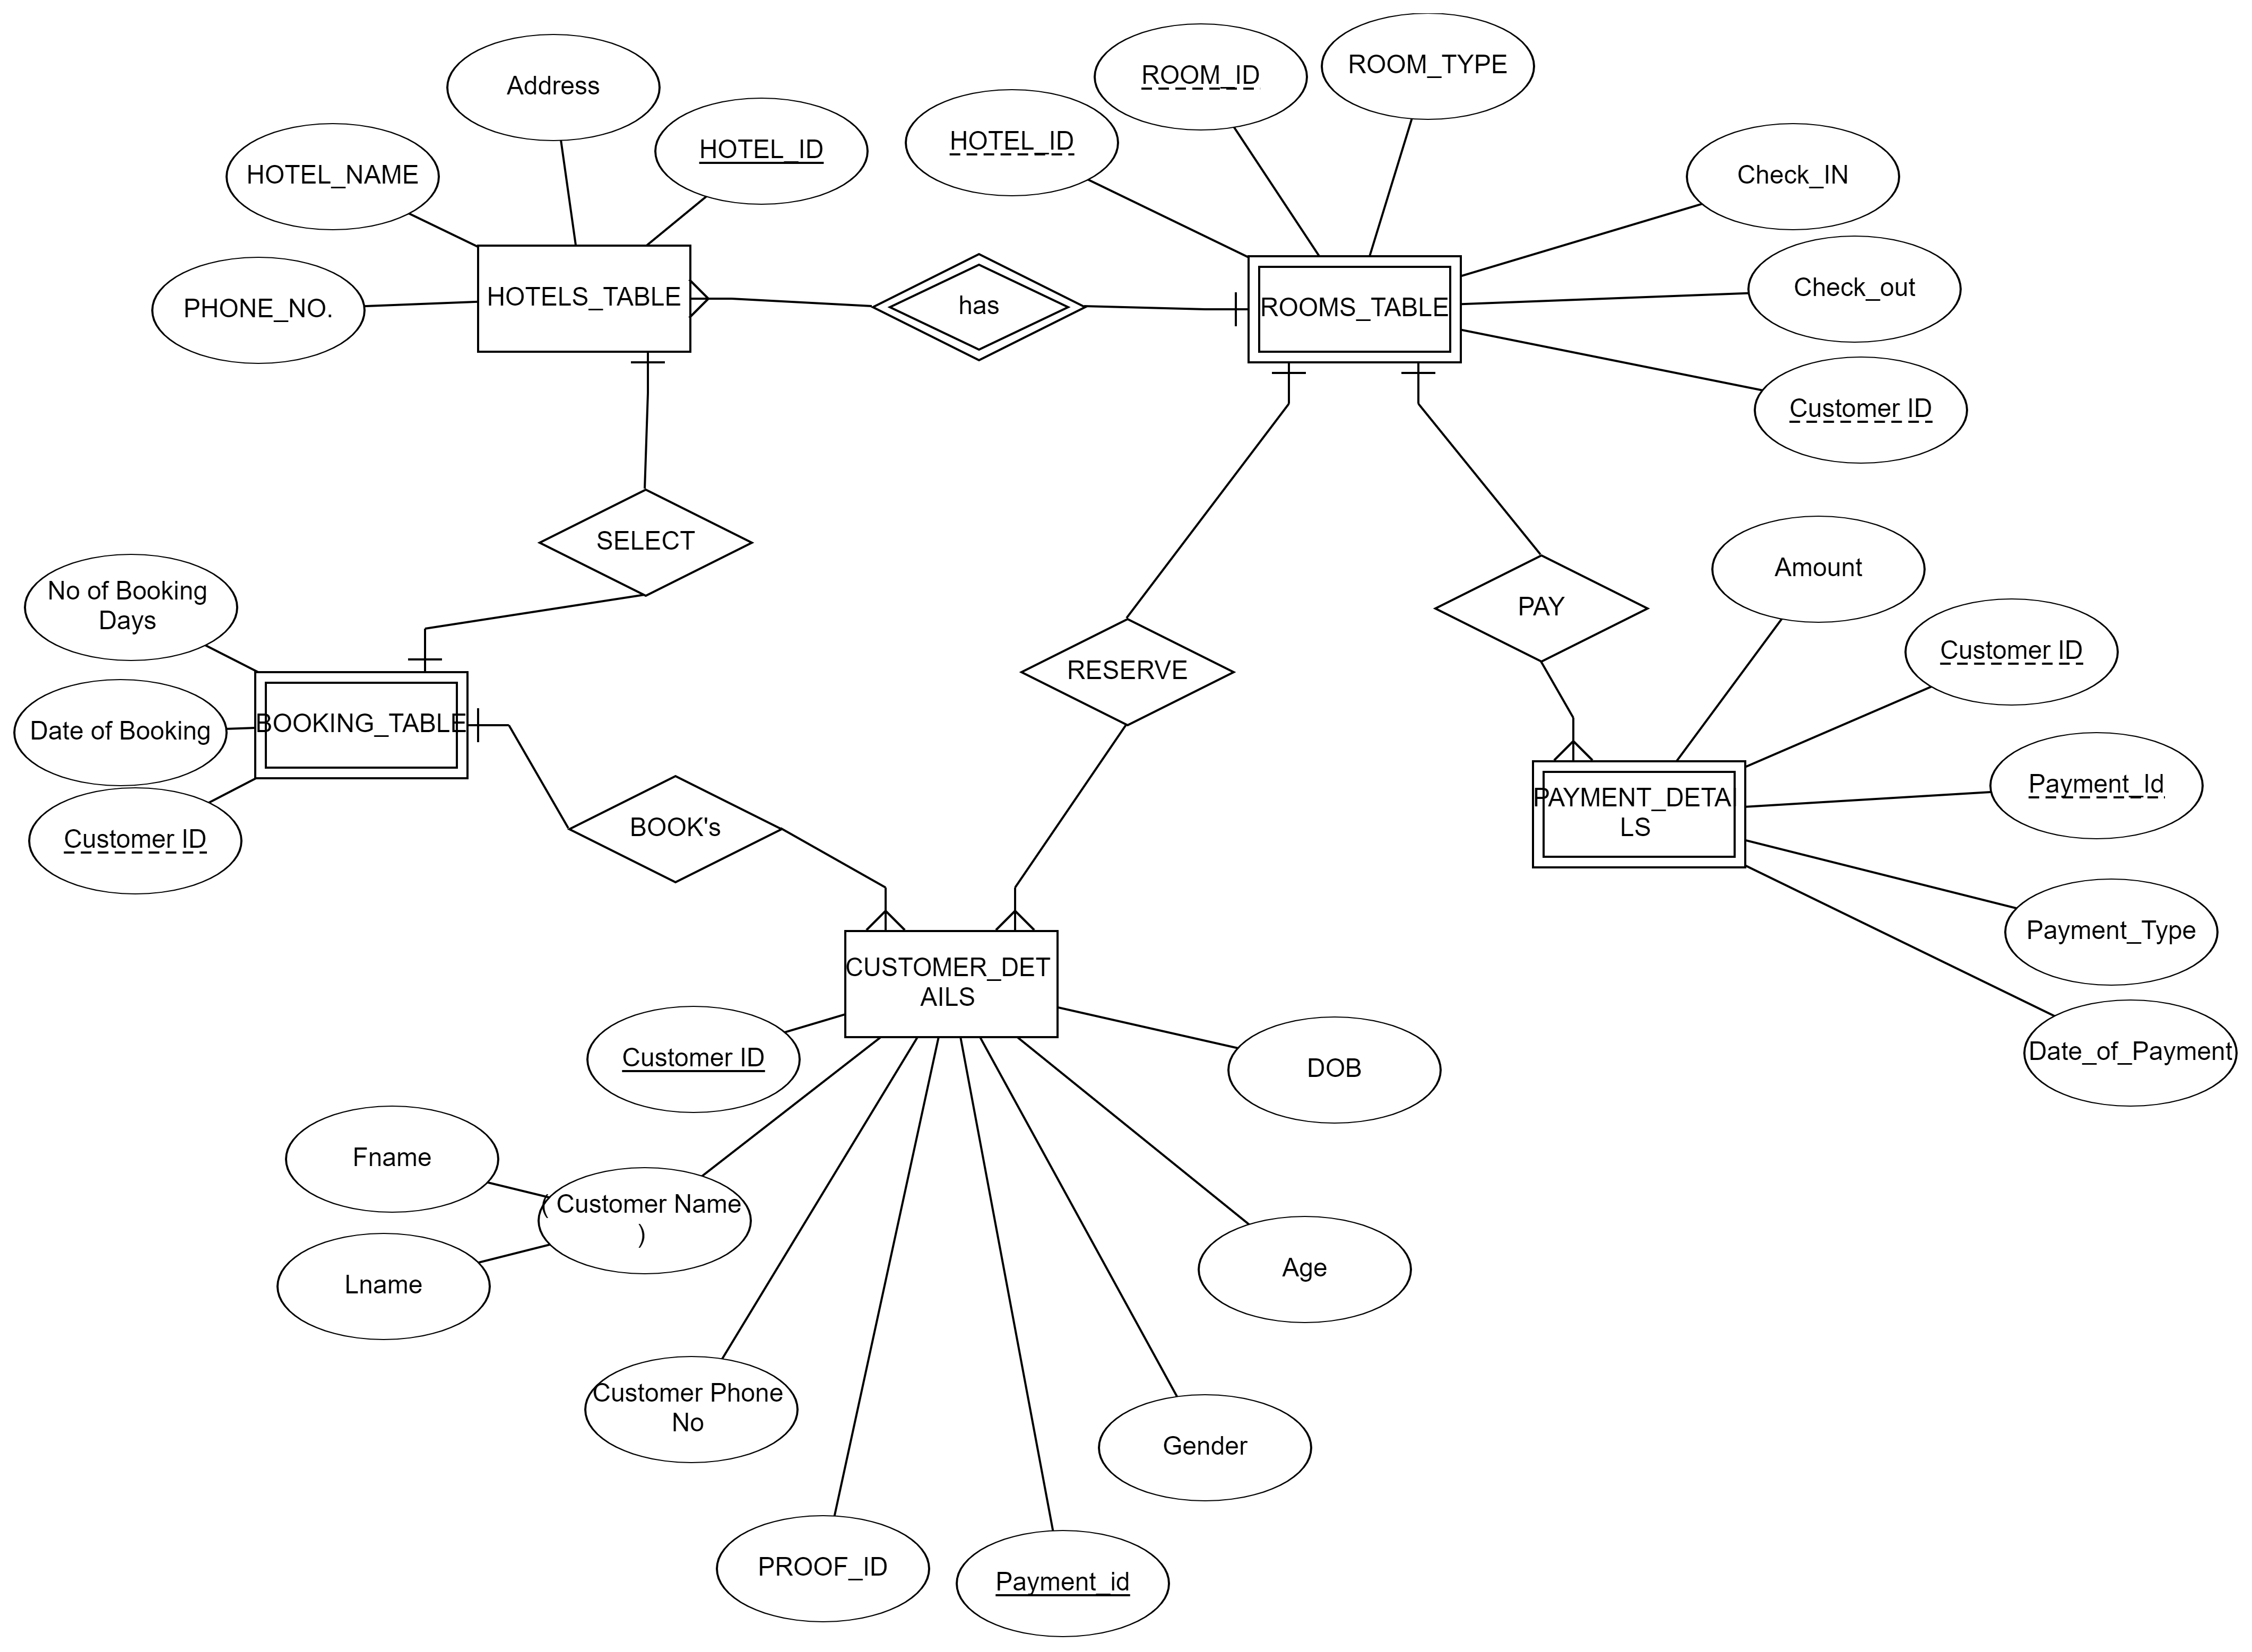 Address
HOTEL_NAME
HOTEL_ID
PHONE_NO.
HOTELS_TABLE
has
HOTEL_ID
ROOM_ID
ROOM_TYPE
Check_IN
Check_out
Customer ID
ROOMS_TABLE
SELECT
No of Booking
Days
Date of Booking
Customer ID
BOOKING_TABLE
BOOK's
RESERVE
PAY
Amount
Customer ID
Payment_Id
Payment_Type
Date_of_Payment
PAYMENT_DETAI
LS
CUSTOMER_DET
AILS
Customer ID
Fname
Lname
( Customer Name
)
Customer Phone
No
PROOF_ID
Payment_id
Gender
Age
DOB